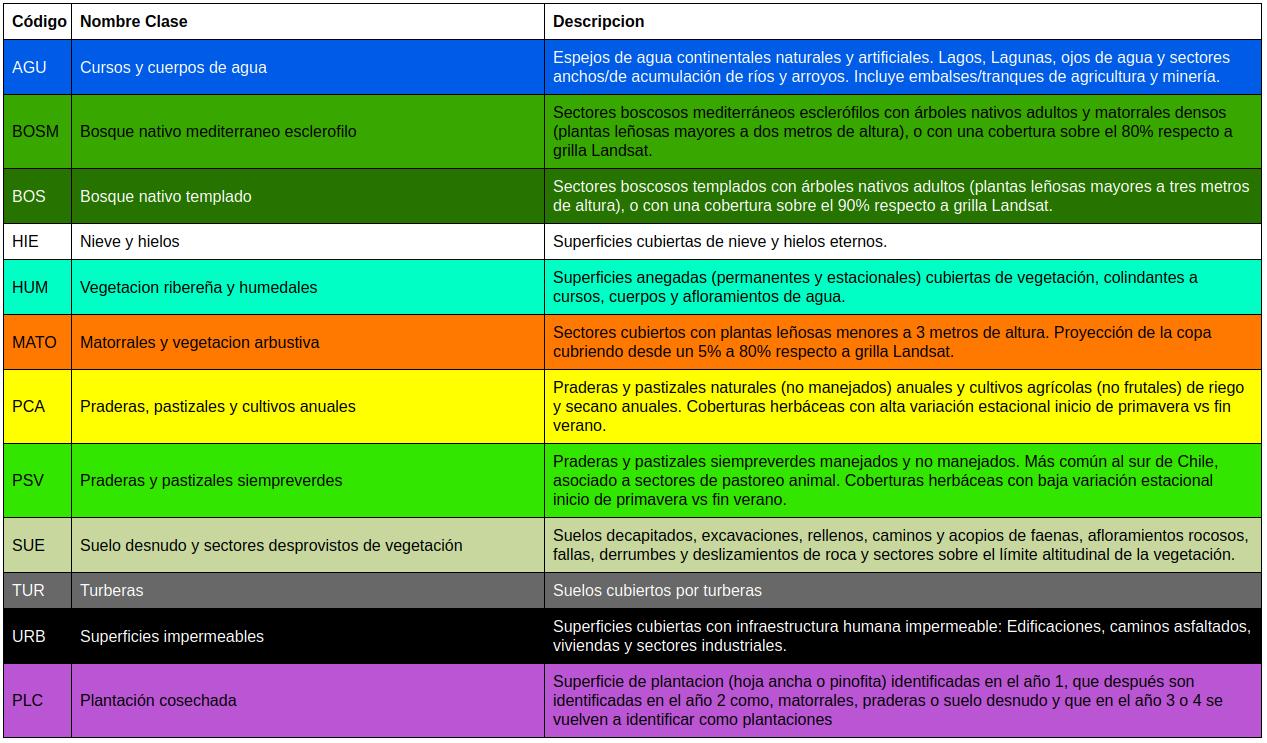 Código Nombre Clase Descripcion
AGU Cursos y cuerpos de agua Espejos de agua continentales naturales y artificiales. Lagos, Lagunas, ojos de agua y sectores
anchos/de acumulación de ríos y arroyos. Incluye embalses/tranques de agricultura y minería.
BOSM Bosque nativo mediterraneo esclerofilo Sectores boscosos mediterráneos esclerófilos con árboles nativos adultos y matorrales densos
(plantas leñosas mayores a dos metros de altura), o con una cobertura sobre el 80% respecto a
grilla Landsat.
BOS Bosque nativo templado Sectores boscosos templados con árboles nativos adultos (plantas leñosas mayores a tres metros
de altura), o con una cobertura sobre el 90% respecto a grilla Landsat.
HIE Nieve y hielos Superficies cubiertas de nieve y hielos eternos.
HUM Vegetacion ribereña y humedales Superficies anegadas (permanentes y estacionales) cubiertas de vegetación, colindantes a
cursos, cuerpos y afloramientos de agua.
MATO Matorrales y vegetacion arbustiva Sectores cubiertos con plantas leñosas menores a 3 metros de altura. Proyección de la copa
cubriendo desde un 5% a 80% respecto a grilla Landsat.
PCA Praderas, pastizales y cultivos anuales Praderas y pastizales naturales (no manejados) anuales y cultivos agrícolas (no frutales) de riego
y secano anuales. Coberturas herbáceas con alta variación estacional inicio de primavera vs fin
verano.
PSV Praderas y pastizales siempreverdes Praderas y pastizales siempreverdes manejados y no manejados. Más común al sur de Chile,
asociado a sectores de pastoreo animal. Coberturas herbáceas con baja variación estacional
inicio de primavera vs fin verano.
SUE Suelo desnudo y sectores desprovistos de vegetación Suelos decapitados, excavaciones, rellenos, caminos y acopios de faenas, afloramientos rocosos,
fallas, derrumbes y deslizamientos de roca y sectores sobre el límite altitudinal de la vegetación.
TUR Turberas Suelos cubiertos por turberas
URB Superficies impermeables Superficies cubiertas con infraestructura humana impermeable: Edificaciones, caminos asfaltados,
viviendas y sectores industriales.
PLC Plantación cosechada Superficie de plantacion (hoja ancha o pinofita) identificadas en el año 1, que después son
identificadas en el año 2 como, matorrales, praderas o suelo desnudo y que en el año 3 o 4 se
vuelven a identificar como plantaciones